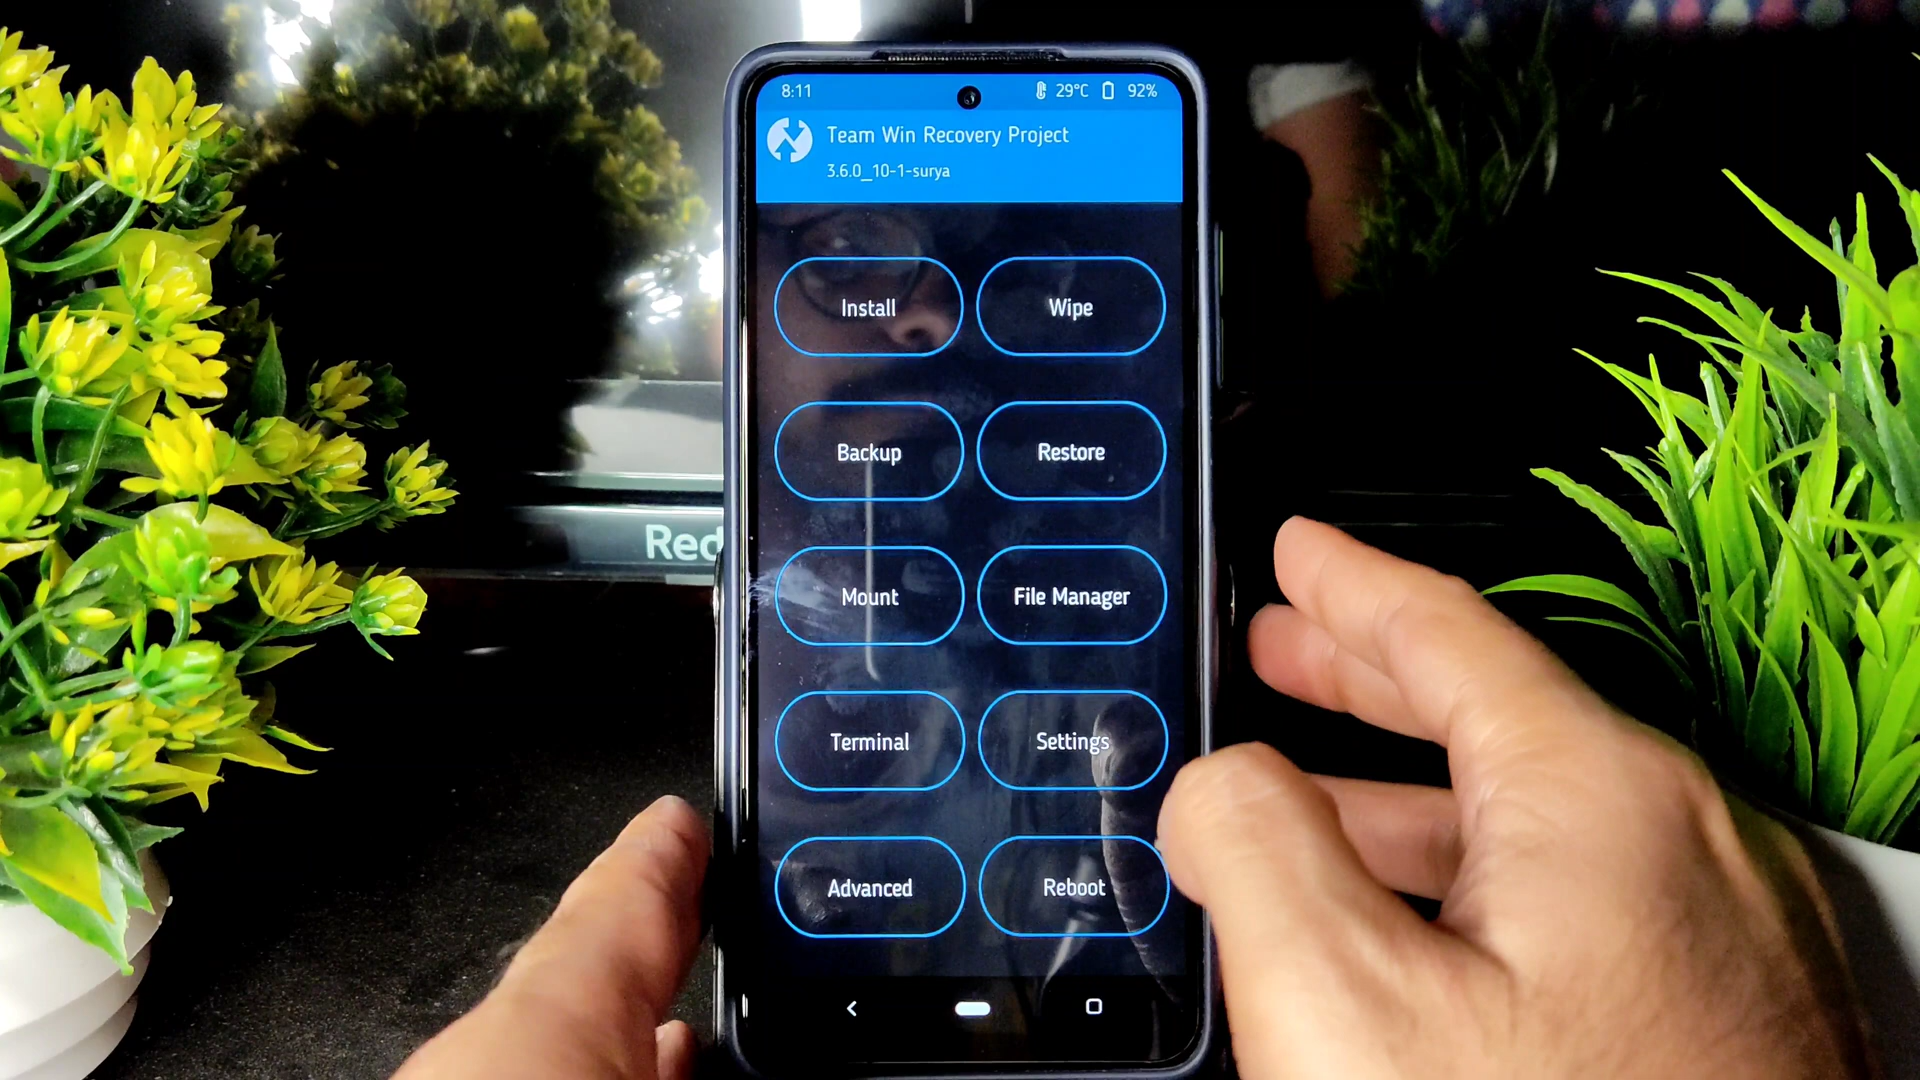 8:11 29°C 92%
Team Win Recovery Project
3.6.0_10-1-surya
Install Wipe
Backup Restore
Red
Mount File Manager
Terminal Settings
Advanced Reboot